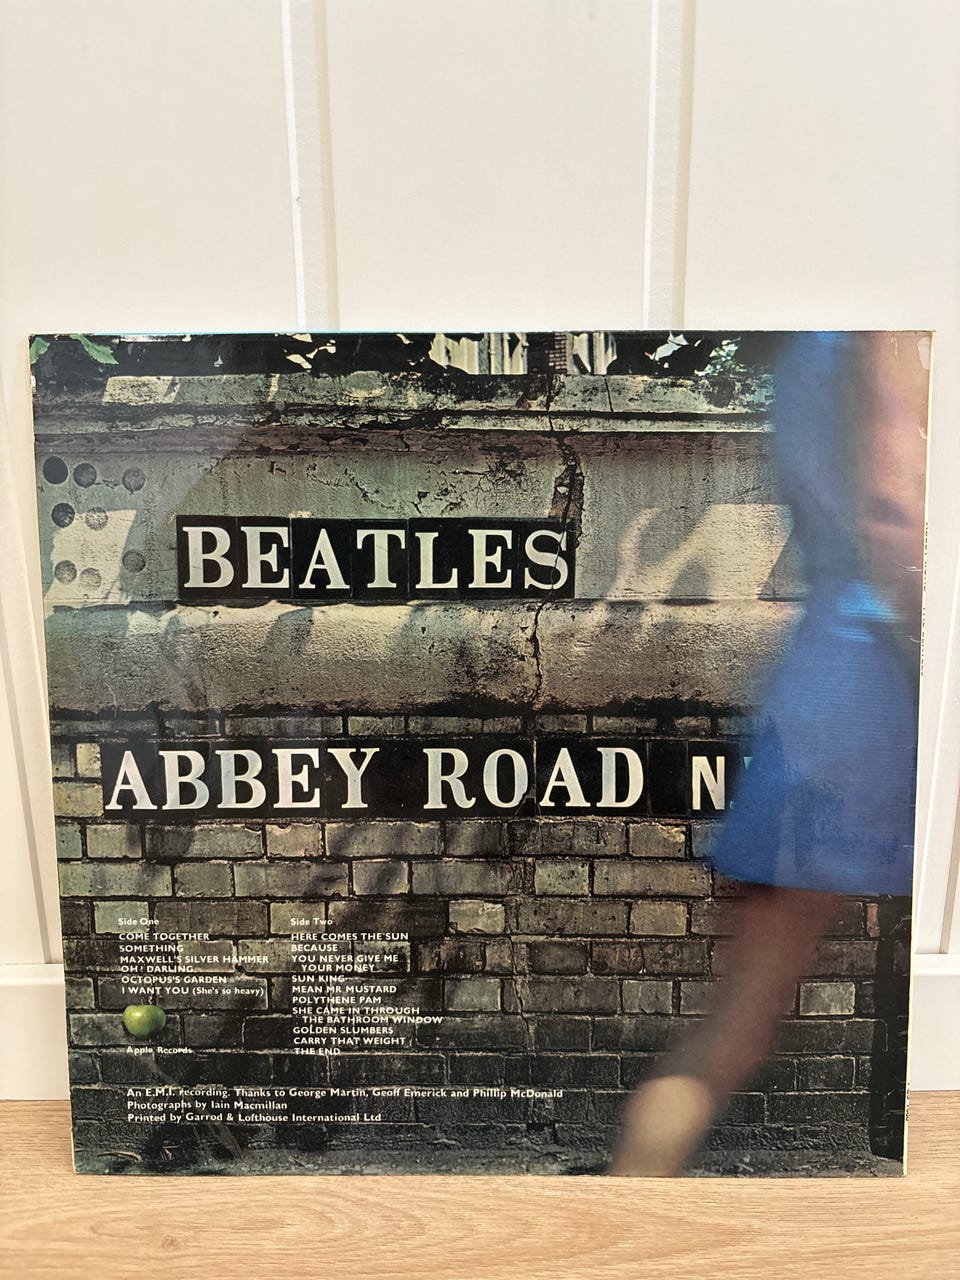 BEATLES
ABBEY ROAD N
Side One
COME TOGETHER
SOMETHING
MAXWELL'S SILVER HAMMER
OH! DARLING
OCTOPUS'S GARDEN
I WANT YOU (She's so heavy)
Apple Records
Side Two
HERE COMES THE SUN
BECAUSE
YOU NEVER GIVE ME
YOUR MONEY
SUN KING
MEAN MR MUSTARD
POLYTHENE PAM
SHE CAME IN THROUGH
THE BATHROOM WINDOW
GOLDEN SLUMBERS
CARRY THAT WEIGHT
THE END
An E.M.I. recording. Thanks to George Martin, Geoff Emerick and Phillip McDonald
Photographs by Iain Macmillan
Printed by Garrod & Lofthouse International Ltd